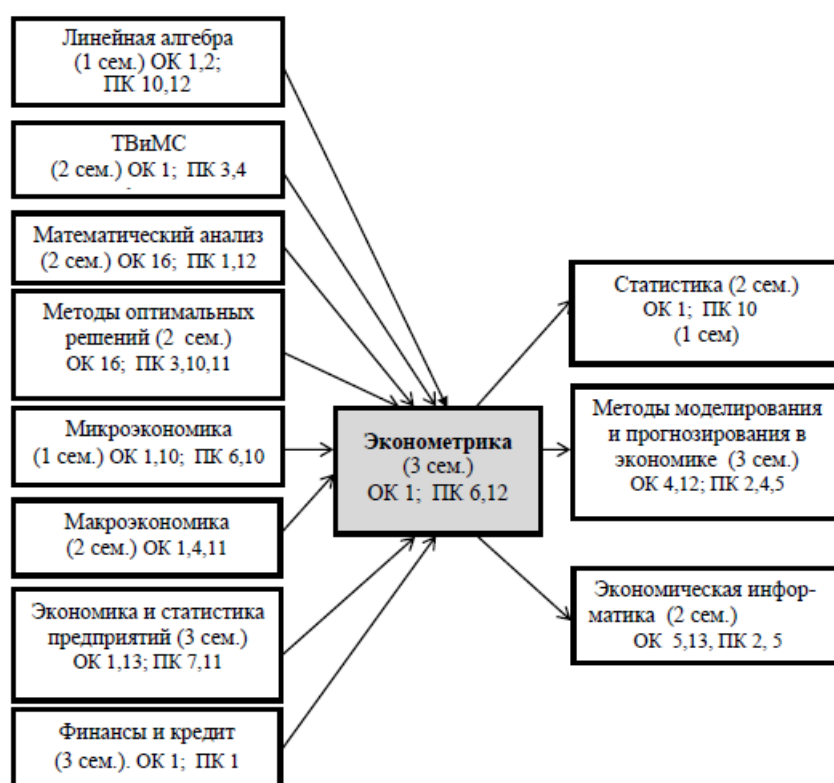 Линейная алгебра
(1 сем.) ОК 1,2;
ПК 10,12
ТВиМС
(2 сем.) ОК 1; ПК 3,4
Математический анализ
(2 сем.) ОК 16; ПК 1,12
Методы оптимальных
решений (2 сем.)
ОК 16; ПК 3,10,11
Микроэкономика
(1 сем.) ОК 1,10; ПК 6,10
Макроэкономика
(2 сем.) ОК 1,4,11
Экономика и статистика
предприятий (3 сем.)
ОК 1,13; ПК 7,11
Финансы и кредит
(3 сем.). ОК 1; ПК 1
Эконометрика
(3 сем.)
ОК 1; ПК 6,12
Статистика (2 сем.)
ОК 1; ПК 10
(1 сем)
Методы моделирования
и прогнозирования в
экономике (3 сем.)
ОК 4,12; ПК 2,4,5
Экономическая инфор-
матика (2 сем.)
ОК 5,13, ПК 2, 5